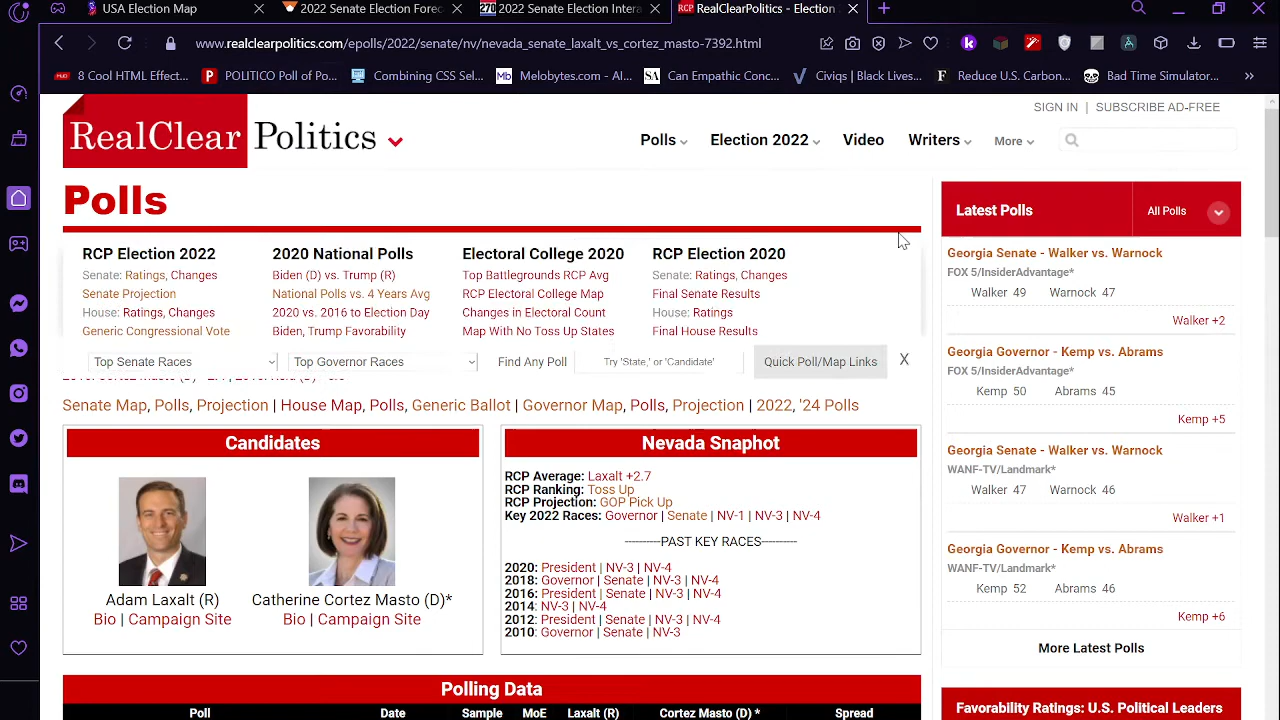 USA Election Map
2022 Senate Election Forec
270
2022 Senate Election Intera
RCP
RealClearPolitics - Election
www.realclearpolitics.com/epolls/2022/senate/nv/nevada_senate_laxalt_vs_cortez_masto-7392.html
8 Cool HTML Effect...
P POLITICO Poll of Po...
Combining CSS Sel...
Mb Melobytes.com - Al...
SA Can Empathic Conc...
Civiqs | Black Lives...
F Reduce U.S. Carbon...
Bad Time Simulator...
SIGN IN | SUBSCRIBE AD-FREE
RealClear Politics
Polls
Election 2022
Video
Writers
More
Polls
RCP Election 2022
Senate: Ratings, Changes
Senate Projection
House: Ratings, Changes
Generic Congressional Vote
2020 National Polls
Biden (D) vs. Trump (R)
National Polls vs. 4 Years Avg
2020 vs. 2016 to Election Day
Biden, Trump Favorability
Electoral College 2020
Top Battlegrounds RCP Avg
RCP Electoral College Map
Changes in Electoral Count
Map With No Toss Up States
RCP Election 2020
Senate: Ratings, Changes
Final Senate Results
House: Ratings
Final House Results
Top Senate Races
Top Governor Races
Find Any Poll
Try 'State,' or 'Candidate'
Quick Poll/Map Links
X
Senate Map, Polls, Projection | House Map, Polls, Generic Ballot | Governor Map, Polls, Projection | 2022, '24 Polls
Candidates
Adam Laxalt (R)
Bio | Campaign Site
Catherine Cortez Masto (D)*
Bio | Campaign Site
Nevada Snaphot
RCP Average: Laxalt +2.7
RCP Ranking: Toss Up
RCP Projection: GOP Pick Up
Key 2022 Races: Governor | Senate | NV-1 | NV-3 | NV-4
----------PAST KEY RACES----------
2020: President | NV-3 | NV-4
2018: Governor | Senate | NV-3 | NV-4
2016: President | Senate | NV-3 | NV-4
2014: NV-3 | NV-4
2012: President | Senate | NV-3 | NV-4
2010: Governor | Senate | NV-3
Polling Data
Poll Date Sample MoE Laxalt (R) Cortez Masto (D) * Spread
Latest Polls
All Polls
Georgia Senate - Walker vs. Warnock
FOX 5/InsiderAdvantage*
Walker 49 Warnock 47
Walker +2
Georgia Governor - Kemp vs. Abrams
FOX 5/InsiderAdvantage*
Kemp 50 Abrams 45
Kemp +5
Georgia Senate - Walker vs. Warnock
WANF-TV/Landmark*
Walker 47 Warnock 46
Walker +1
Georgia Governor - Kemp vs. Abrams
WANF-TV/Landmark*
Kemp 52 Abrams 46
Kemp +6
More Latest Polls
Favorability Ratings: U.S. Political Leaders